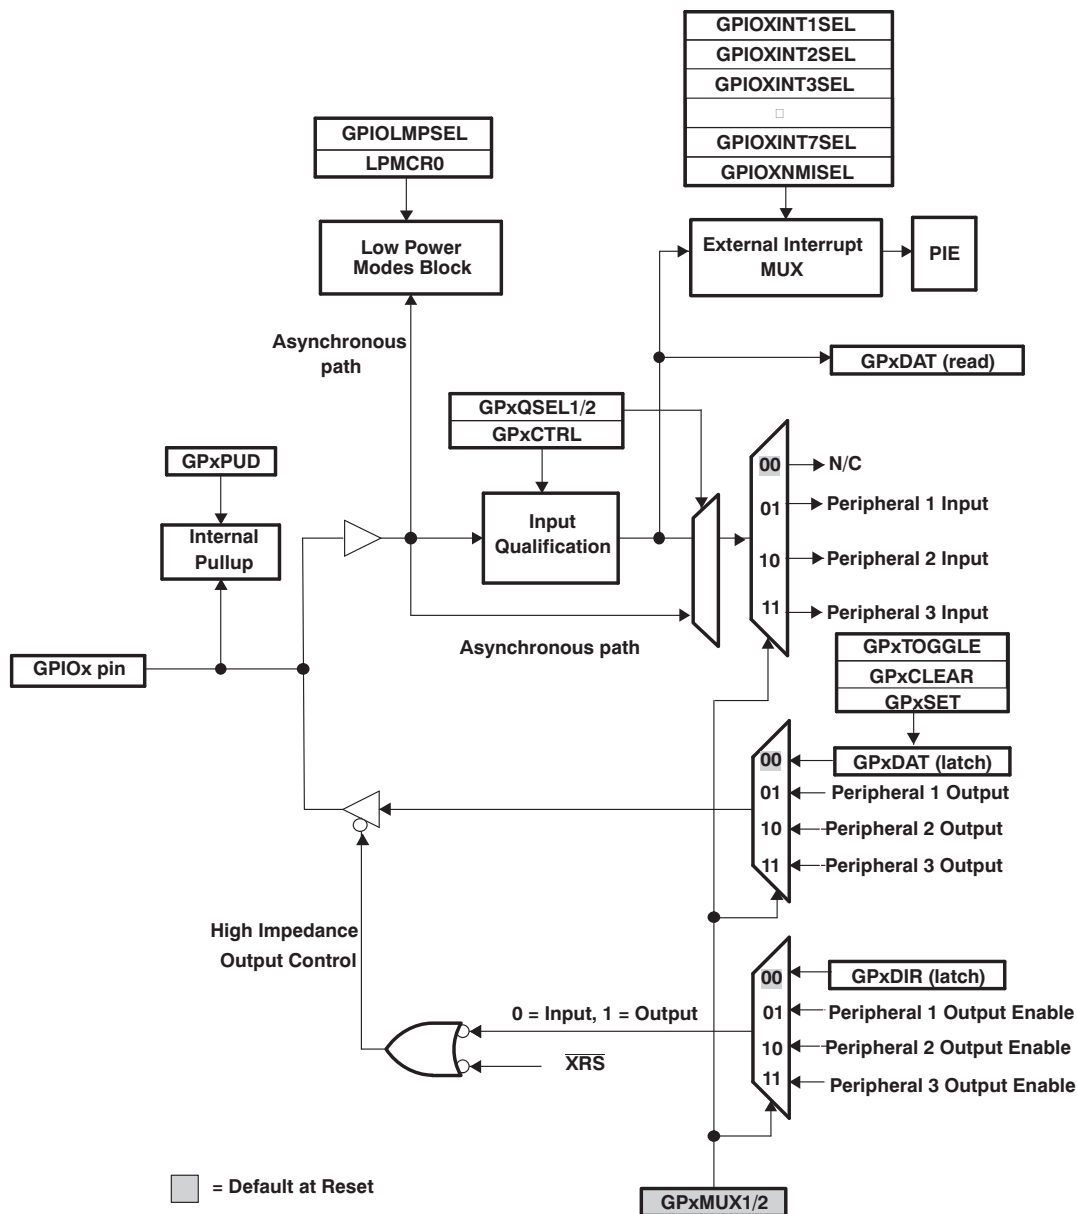 GPIOXINT1SEL
GPIOXINT2SEL
GPIOXINT3SEL
GPIOXINT7SEL
GPIOXNMISEL
GPIOLMPSEL
LPMCR0
Low Power
Modes Block
External Interrupt
MUX
PIE
Asynchronous
path
GPxDAT (read)
GPxQSEL1/2
GPxCTRL
GPxPUD
Internal
Pullup
Input
Qualification
00
N/C
01
Peripheral 1 Input
10
Peripheral 2 Input
11
Peripheral 3 Input
Asynchronous path
GPIOx pin
GPxTOGGLE
GPxCLEAR
GPxSET
00
GPxDAT (latch)
01
Peripheral 1 Output
10
Peripheral 2 Output
11
Peripheral 3 Output
High Impedance
Output Control
00
GPxDIR (latch)
0 = Input, 1 = Output
01
Peripheral 1 Output Enable
10
Peripheral 2 Output Enable
XRS
11
Peripheral 3 Output Enable
= Default at Reset
GPxMUX1/2